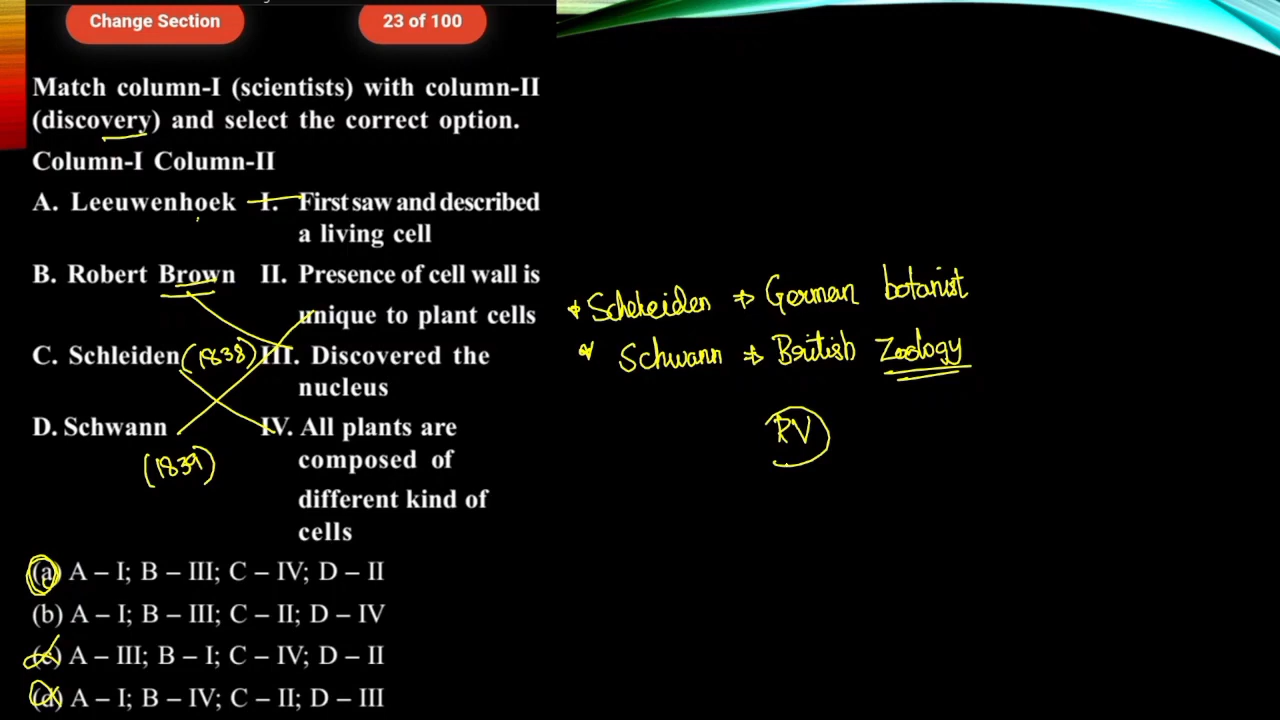 Change Section
23 of 100
Match column-I (scientists) with column-II
(discovery) and select the correct option.
Column-I Column-II
A. Leeuwenhoek I. First saw and described
a living cell
B. Robert Brown II. Presence of cell wall is
unique to plant cells
C. Schleiden (1838) III. Discovered the
nucleus
D. Schwann IV. All plants are
(1839)
composed of
different kind of
cells
(a) A – I; B – III; C – IV; D – II
(b) A – I; B – III; C – II; D – IV
(c) A – III; B – I; C – IV; D – II
(d) A – I; B – IV; C – II; D – III
⇒ German botanist
Schwann ⇒ British Zoology
RV